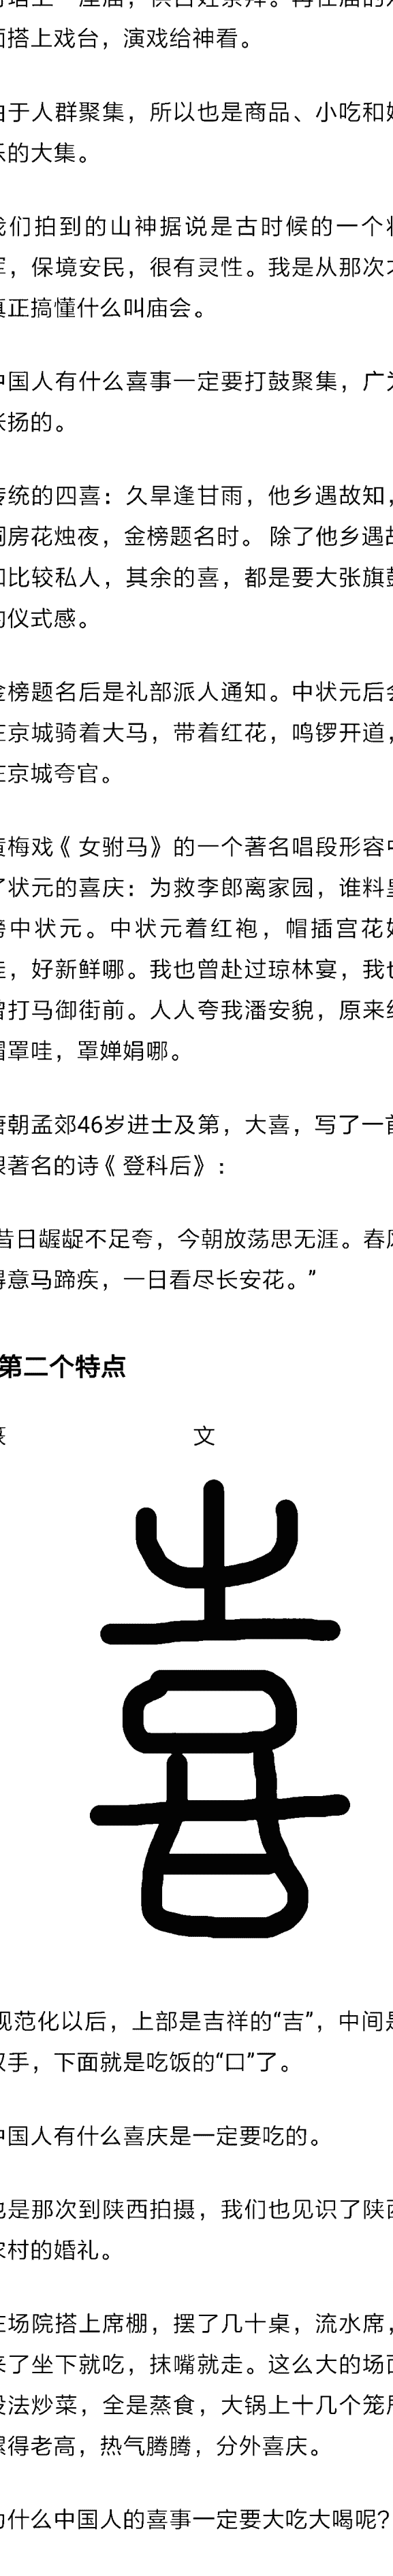 面搭上戏台，演戏给神看。
由于人群聚集，所以也是商品、小吃和娱
乐的大集。
我们拍到的山神据说是古时候的一个将
军，保境安民，很有灵性。我是从那次才
真正搞懂什么叫庙会。
中国人有什么喜事一定要打鼓聚集，广为
张扬的。
传统的四喜：久旱逢甘雨，他乡遇故知，
洞房花烛夜，金榜题名时。 除了他乡遇故
知比较私人，其余的喜，都是要大张旗鼓
的仪式感。
金榜题名后是礼部派人通知。中状元后会
在京城骑着大马，带着红花，鸣锣开道，
在京城夸官。
黄梅戏《 女驸马》的一个著名唱段形容中
了状元的喜庆：为救李郎离家园，谁料皇
榜中状元。中状元着红袍，帽插宫花好
哇，好新鲜哪。我也曾赴过琼林宴，我也
曾打马御街前。人人夸我潘安貌，原来纱
帽罩哇，罩婵娟哪。
唐朝孟郊46岁进士及第，大喜，写了一首
很著名的诗《 登科后》:
昔日龌龊不足夸，今朝放荡思无涯。春风
得意马蹄疾，一日看尽长安花。”
第二个特点
篆 文
喜
规范化以后，上部是吉祥的“吉”，中间是
双手，下面就是吃饭的“口”了。
中国人有什么喜庆是一定要吃的。
也是那次到陕西拍摄，我们也见识了陕西
农村的婚礼。
在场院搭上席棚，摆了几十桌，流水席，
来了坐下就吃，抹嘴就走。这么大的场面
没法炒菜，全是蒸食，大锅上十几个笼屉
摞得老高，热气腾腾，分外喜庆。
为什么中国人的喜事一定要大吃大喝呢?